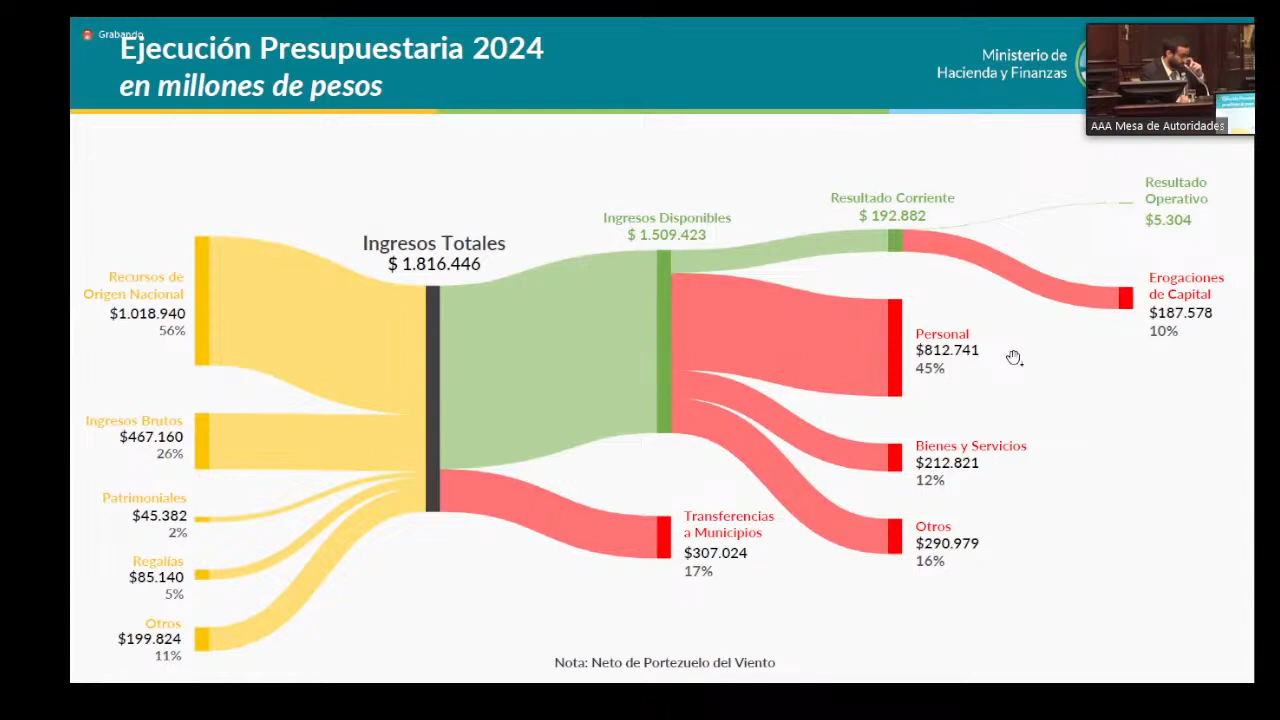 Grabando
Ejecución Presupuestaria 2024
en millones de pesos
Ministerio de
Hacienda y Finanzas
AAA Mesa de Autoridades
Recursos de
Origen Nacional
$1.018.940
56%
Ingresos Brutos
$467.160
26%
Patrimoniales
$45.382
2%
Regalías
$85.140
5%
Otros
$199.824
11%
Ingresos Totales
$ 1.816.446
Ingresos Disponibles
$ 1.509.423
Transferencias
a Municipios
$307.024
17%
Resultado Corriente
$ 192.882
Personal
$812.741
45%
Bienes y Servicios
$212.821
12%
Otros
$290.979
16%
Resultado
Operativo
$5.304
Erogaciones
de Capital
$187.578
10%
Nota: Neto de Portezuelo del Viento